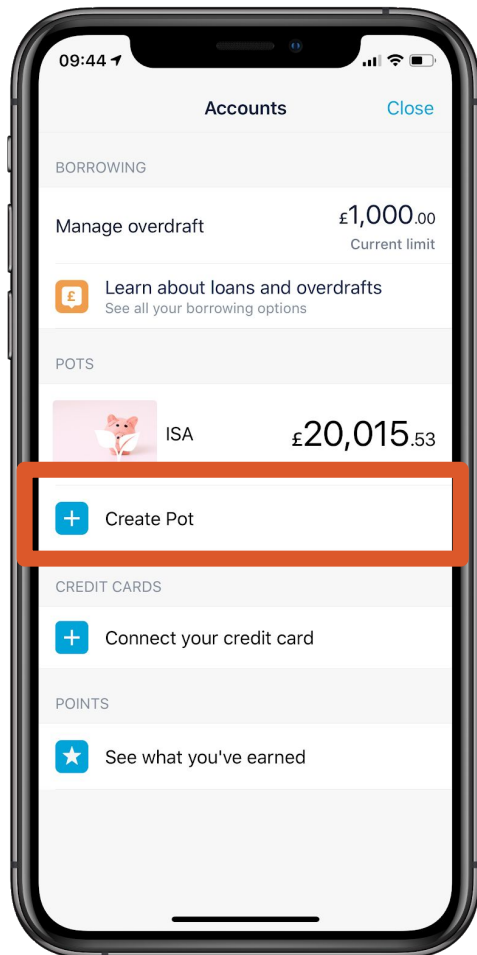 09:44
Accounts
Close
BORROWING
Manage overdraft
£1,000.00
Current limit
£
Learn about loans and overdrafts
See all your borrowing options
POTS
ISA
£20,015.53
Create Pot
CREDIT CARDS
Connect your credit card
POINTS
See what you've earned